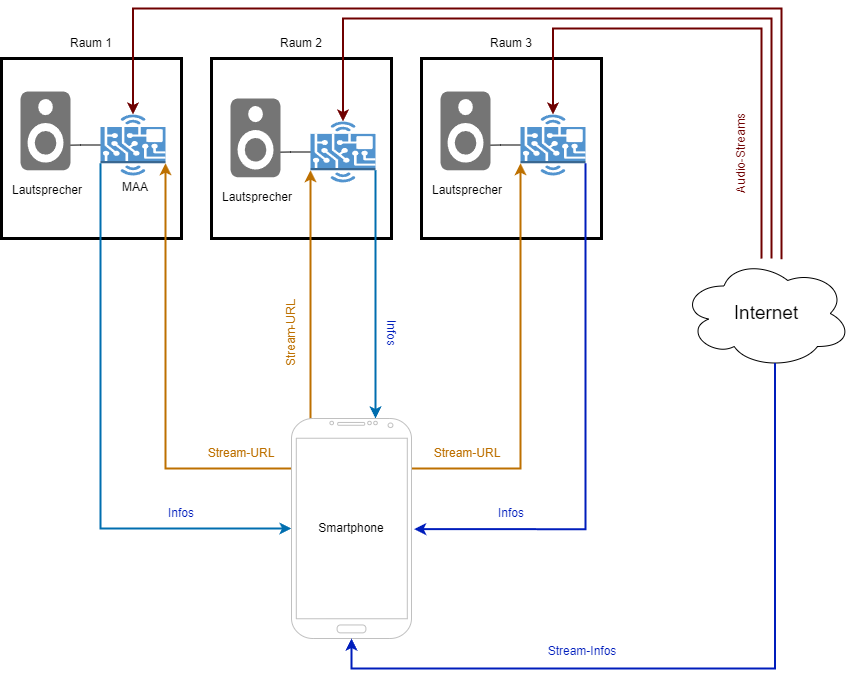 Raum 1
Raum 2
Raum 3
Lautsprecher
MAA
Lautsprecher
Lautsprecher
Audio-Streams
Internet
Stream-URL
Infos
Stream-URL
Stream-URL
Infos
Infos
Smartphone
Stream-Infos